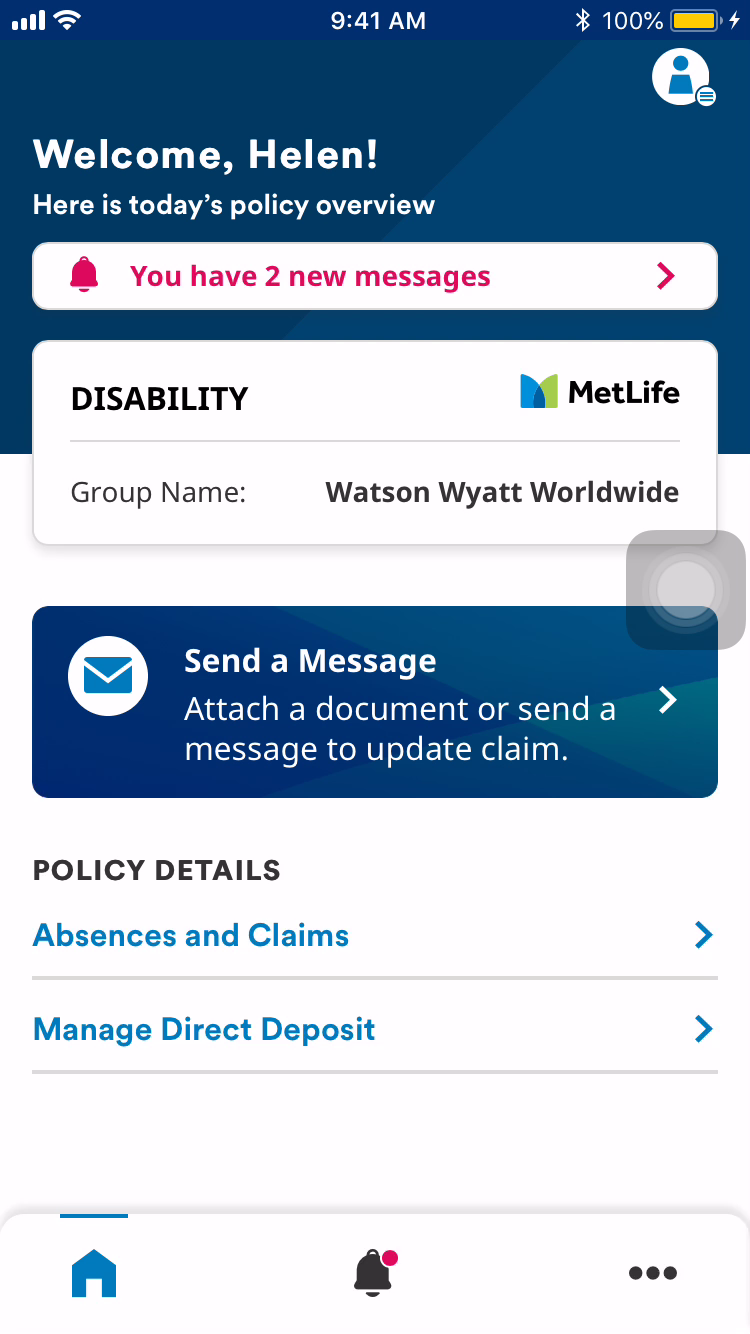 9:41 AM
100%
Welcome, Helen!
Here is today’s policy overview
You have 2 new messages
DISABILITY
MetLife
Group Name:
Watson Wyatt Worldwide
Send a Message
Attach a document or send a
message to update claim.
POLICY DETAILS
Absences and Claims
Manage Direct Deposit